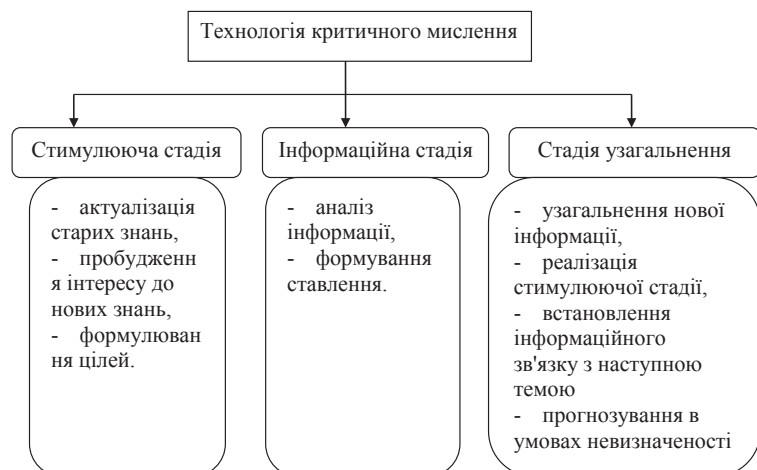 Технологія критичного мислення
Стимулююча стадія
- актуалізація
старих знань,
- пробудженн
я інтересу до
нових знань,
- формулюван
ня цілей.
Інформаційна стадія
- аналіз
інформації,
- формування
ставлення.
Стадія узагальнення
- узагальнення нової
інформації,
- реалізація
стимулюючої стадії,
- встановлення
інформаційного
зв'язку з наступною
темою
- прогнозування в
умовах невизначеності